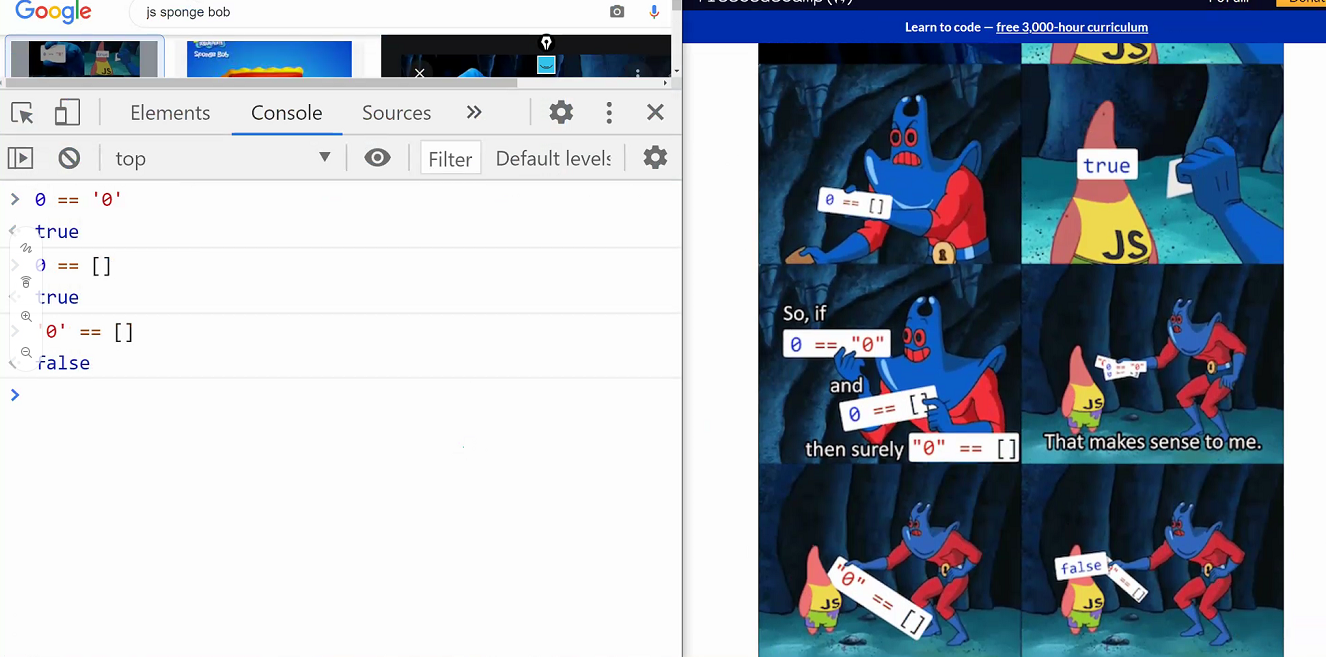 Google
js sponge bob
SPONGE BOB
Elements
Console
Sources
top
Filter
Default levels
> 0 == '0'
< true
> 0 == []
< true
> '0' == []
< false
>
Learn to code — free 3,000-hour curriculum
JS
0 == []
true
JS
So, if
0 == "0"
and
0 == []
then surely "0" == []
"0" == "0"
JS
That makes sense to me.
"0" == []
JS
false
== []
JS